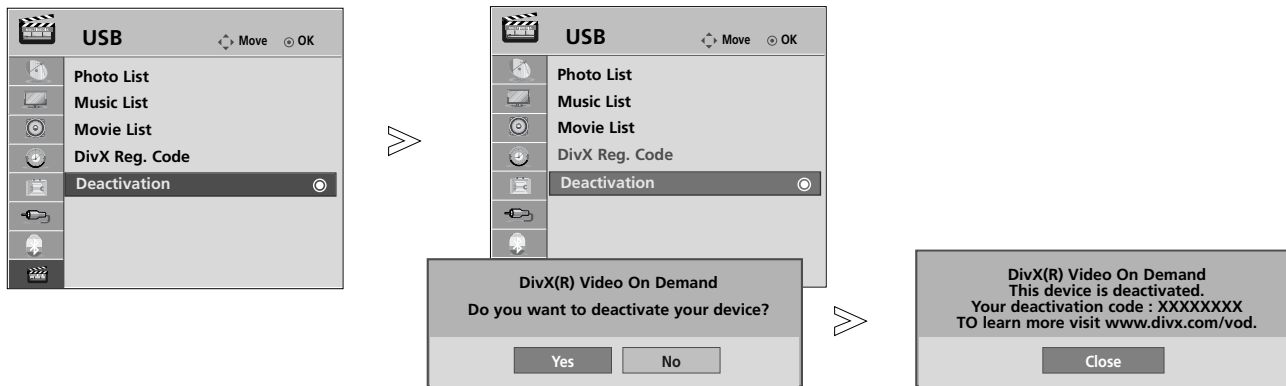 USB
Move
OK
Photo List
Music List
Movie List
DivX Reg. Code
Deactivation
USB
Move
OK
Photo List
Music List
Movie List
DivX Reg. Code
Deactivation
DivX(R) Video On Demand
Do you want to deactivate your device?
Yes
No
DivX(R) Video On Demand
This device is deactivated.
Your deactivation code : XXXXXXXX
TO learn more visit www.divx.com/vod.
Close